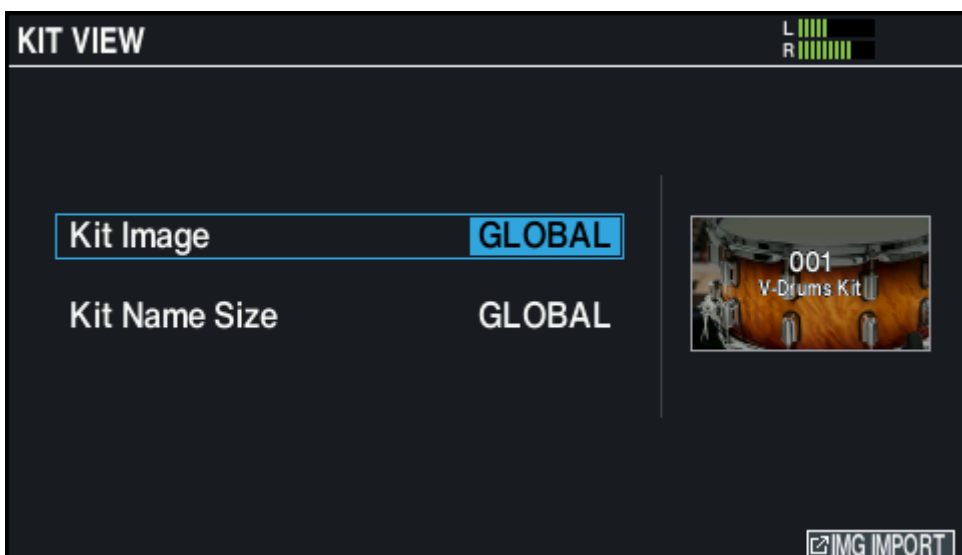 KIT VIEW
L
R
Kit Image GLOBAL
Kit Name Size GLOBAL
001
V-Drums Kit
IMG IMPORT